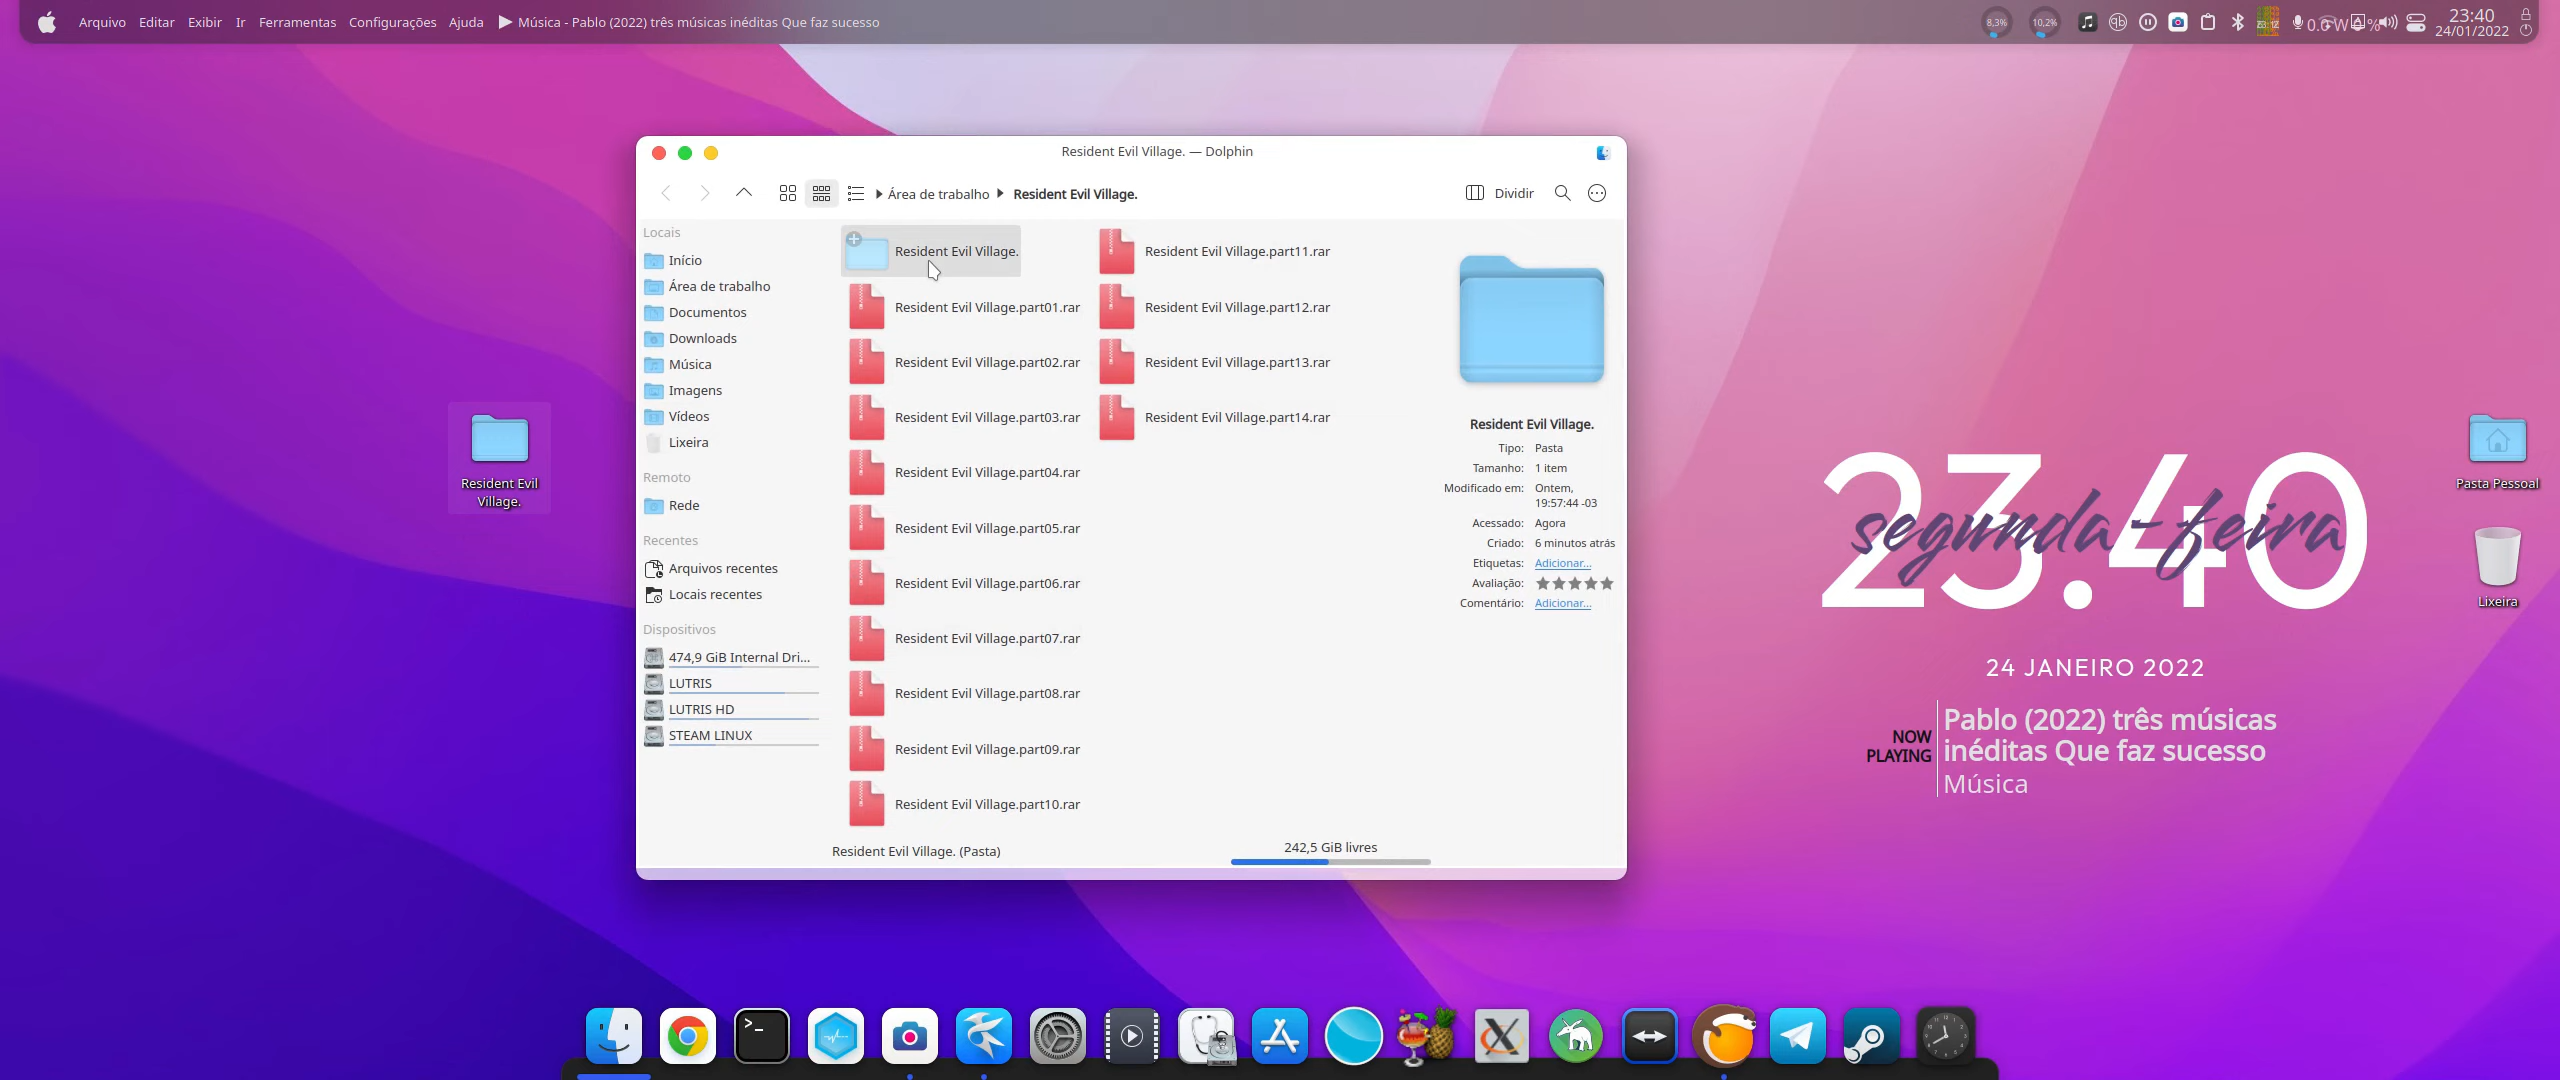 Arquivo Editar Exibir Ir Ferramentas Configurações Ajuda Música - Pablo (2022) três músicas inéditas Que faz sucesso
8,3% 10,2% 0.0 W %
23:40
24/01/2022
Resident Evil Village. — Dolphin
Área de trabalho Resident Evil Village. Dividir
Locais
Início
Área de trabalho
Documentos
Downloads
Música
Imagens
Vídeos
Lixeira
Remoto
Rede
Recentes
Arquivos recentes
Locais recentes
Dispositivos
474,9 GiB Internal Dri...
LUTRIS
LUTRIS HD
STEAM LINUX
Resident Evil Village.
Resident Evil Village.part01.rar
Resident Evil Village.part02.rar
Resident Evil Village.part03.rar
Resident Evil Village.part04.rar
Resident Evil Village.part05.rar
Resident Evil Village.part06.rar
Resident Evil Village.part07.rar
Resident Evil Village.part08.rar
Resident Evil Village.part09.rar
Resident Evil Village.part10.rar
Resident Evil Village.part11.rar
Resident Evil Village.part12.rar
Resident Evil Village.part13.rar
Resident Evil Village.part14.rar
Resident Evil Village.
Tipo: Pasta
Tamanho: 1 item
Modificado em: Ontem,
19:57:44 -03
Acessado: Agora
Criado: 6 minutos atrás
Etiquetas: Adicionar...
Avaliação:
Comentário: Adicionar...
Resident Evil Village. (Pasta)
242,5 GiB livres
Resident Evil
Village.
Pasta Pessoal
Lixeira
23.40
segunda-feira
24 JANEIRO 2022
NOW
PLAYING
Pablo (2022) três músicas
inéditas Que faz sucesso
Música